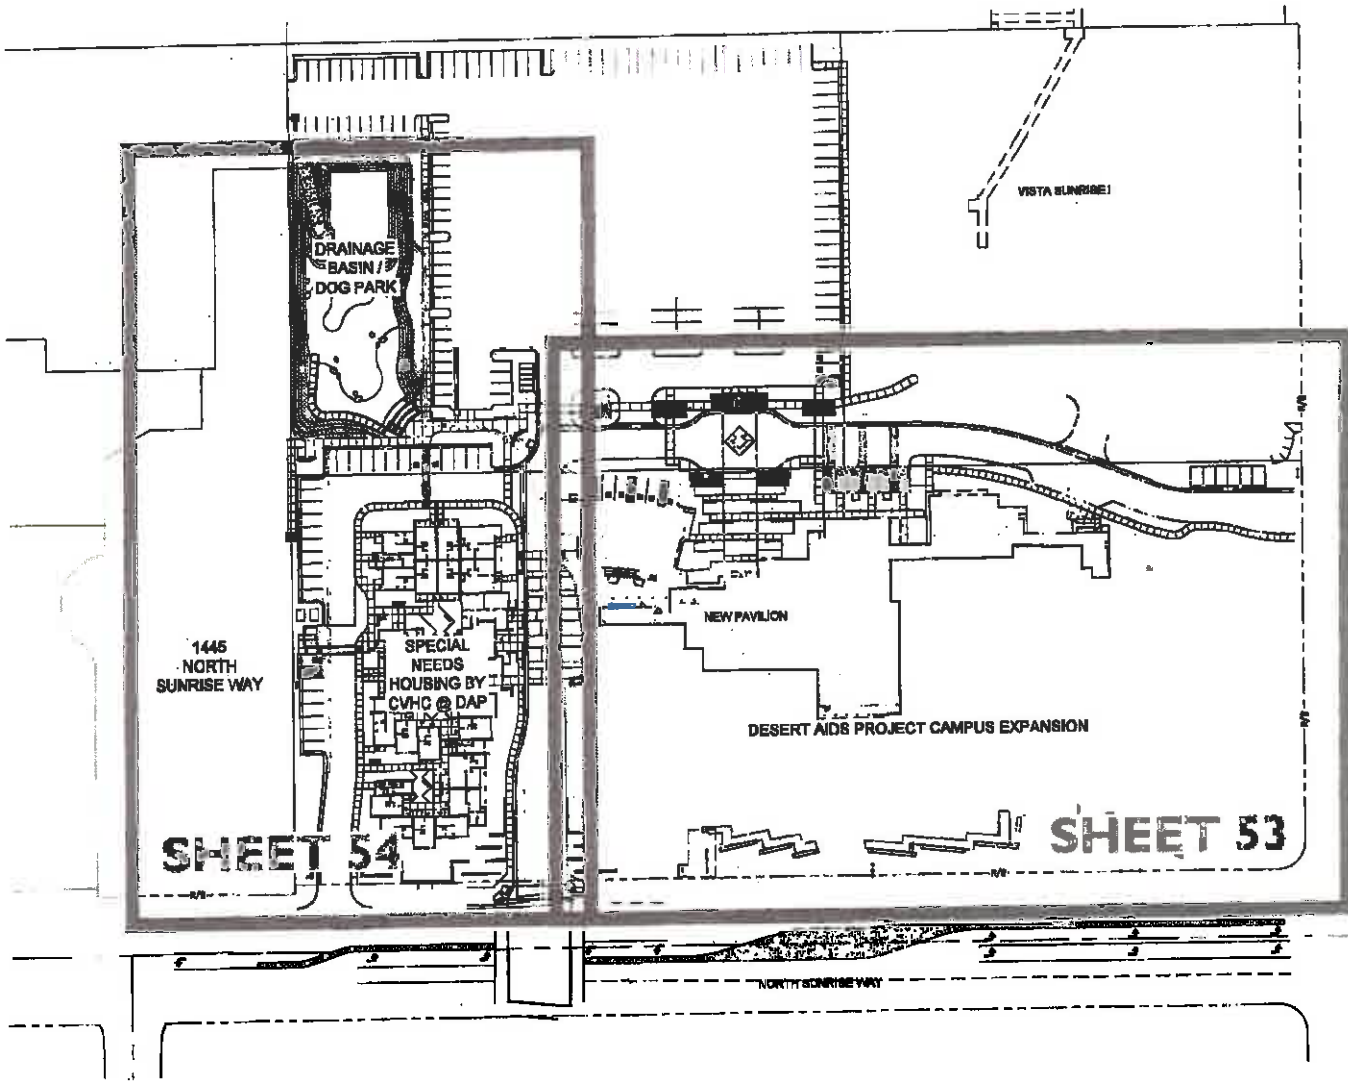 VISTA SUNRISE I
DRAINAGE
BASIN /
DOG PARK
R/W
NEW PAVILION
1445
NORTH
SUNRISE WAY
SPECIAL
NEEDS
HOUSING BY
CVHC @ DAP
DESERT AIDS PROJECT CAMPUS EXPANSION
R/W
SHEET 54
SHEET 53
R/W
R/W
NORTH SUNRISE WAY